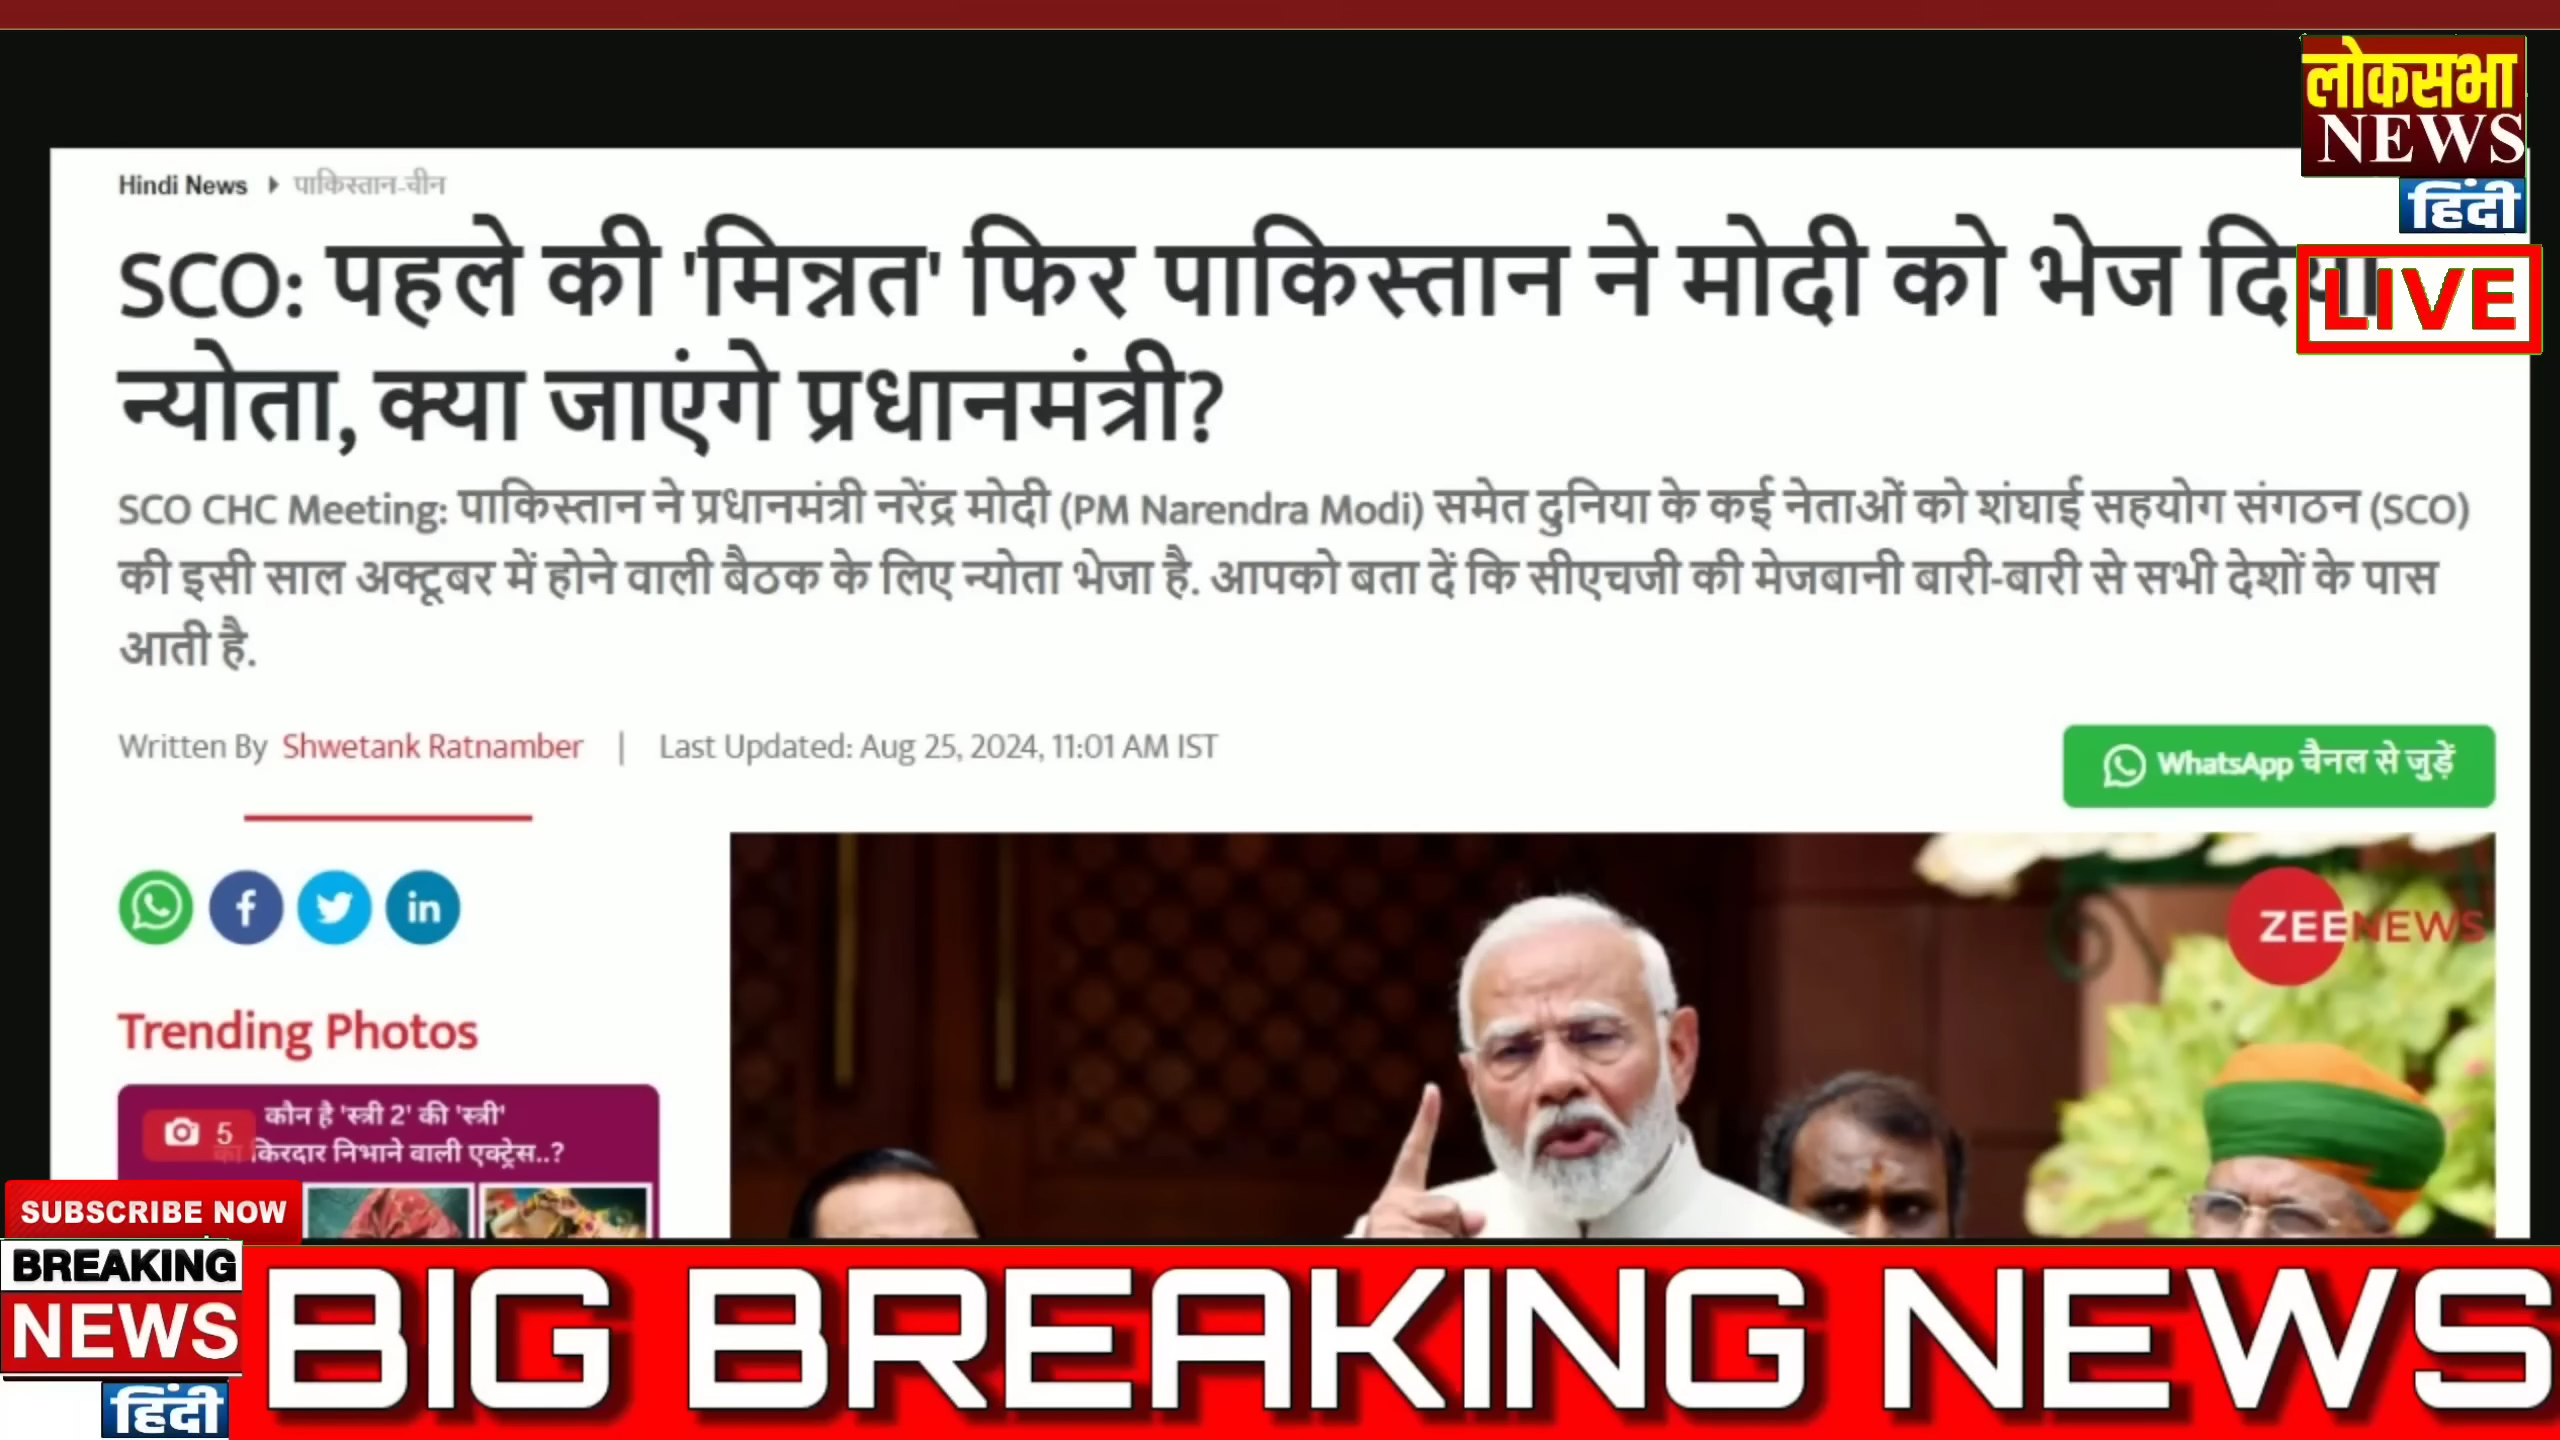 लोकसभा
NEWS
हिंदी
LIVE
Hindi News पाकिस्तान-चीन
SCO: पहले की 'मिन्नत' फिर पाकिस्तान ने मोदी को भेज दिया
न्योता, क्या जाएंगे प्रधानमंत्री?
SCO CHC Meeting: पाकिस्तान ने प्रधानमंत्री नरेंद्र मोदी (PM Narendra Modi) समेत दुनिया के कई नेताओं को शंघाई सहयोग संगठन (SCO)
की इसी साल अक्टूबर में होने वाली बैठक के लिए न्योता भेजा है. आपको बता दें कि सीएचजी की मेजबानी बारी-बारी से सभी देशों के पास
आती है.
Written By Shwetank Ratnamber | Last Updated: Aug 25, 2024, 11:01 AM IST
WhatsApp चैनल से जुड़ें
f in
ZEENEWS
Trending Photos
5 कौन है 'स्त्री 2' की 'स्त्री'
का किरदार निभाने वाली एक्ट्रेस..?
SUBSCRIBE NOW
BREAKING
NEWS
हिंदी
BIG BREAKING NEWS